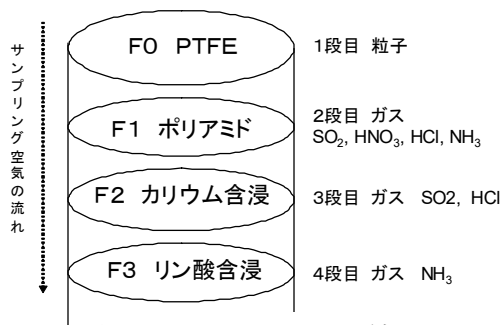 サンプリング空気の流れ
F0 PTFE
1段目 粒子
F1 ポリアミド
2段目 ガス
SO2, HNO3, HCl, NH3
F2 カリウム含浸
3段目 ガス SO2, HCl
F3 リン酸含浸
4段目 ガス NH3